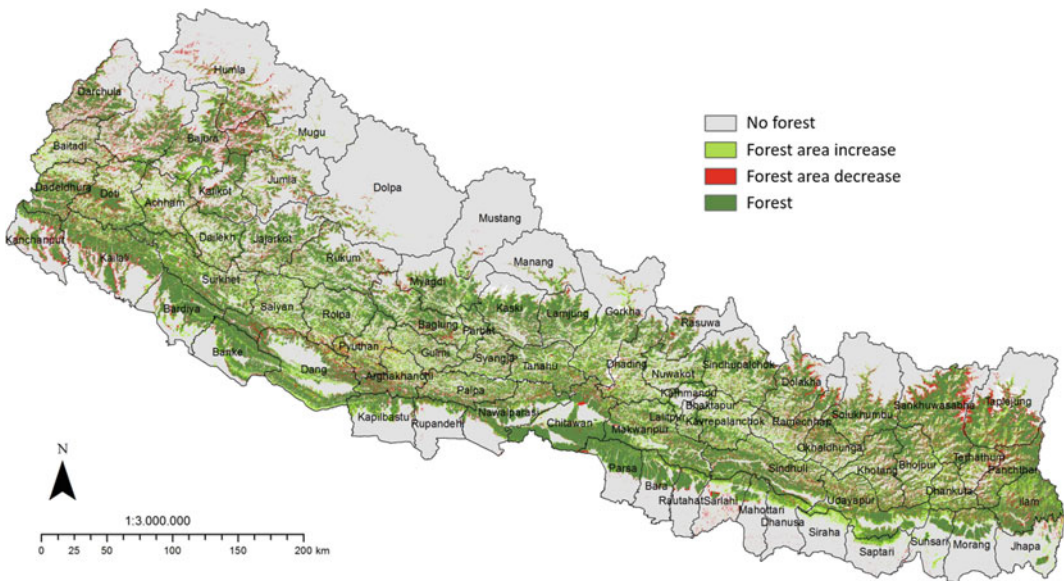 Humla
Darchula
No forest
Forest area increase
Forest area decrease
Forest
Bajura
Mugu
Baitadi
Jumla
Dolpa
Dadeldhura
Doti
Kalikot
Achham
Mustang
Kanchanpur
Dailekh
Jajarkot
Kailali
Rukum
Manang
Surkhet
Myagdi
Kaski
Lamjung
Gorkha
Rasuwa
Bardiya
Salyan
Rolpa
Baglung
Parbat
Banke
Dang
Pyuthan
Gulmi
Syangja
Tanahu
Dhading
Nuwakot
Sindhupalchok
Dolakha
Arghakhanchi
Palpa
Kathmandu
Bhaktapur
Sankhuwasabha
Taplejung
Kapilbastu
Rupandehi
Nawalparasi
Chitawan
Makwanpur
Lalitpur
Kavrepalanchok
Ramechhap
Solukhumbu
Okhaldhunga
Khotang
Bhojpur
Terhathum
Panchthar
Parsa
Sindhuli
Bara
Rautahat
Sarlahi
Udayapur
Dhankuta
Ilam
Mahottari
Dhanusa
Siraha
Saptari
Sunsari
Morang
Jhapa
N
1:3.000.000
0 25 50 100 150 200 km